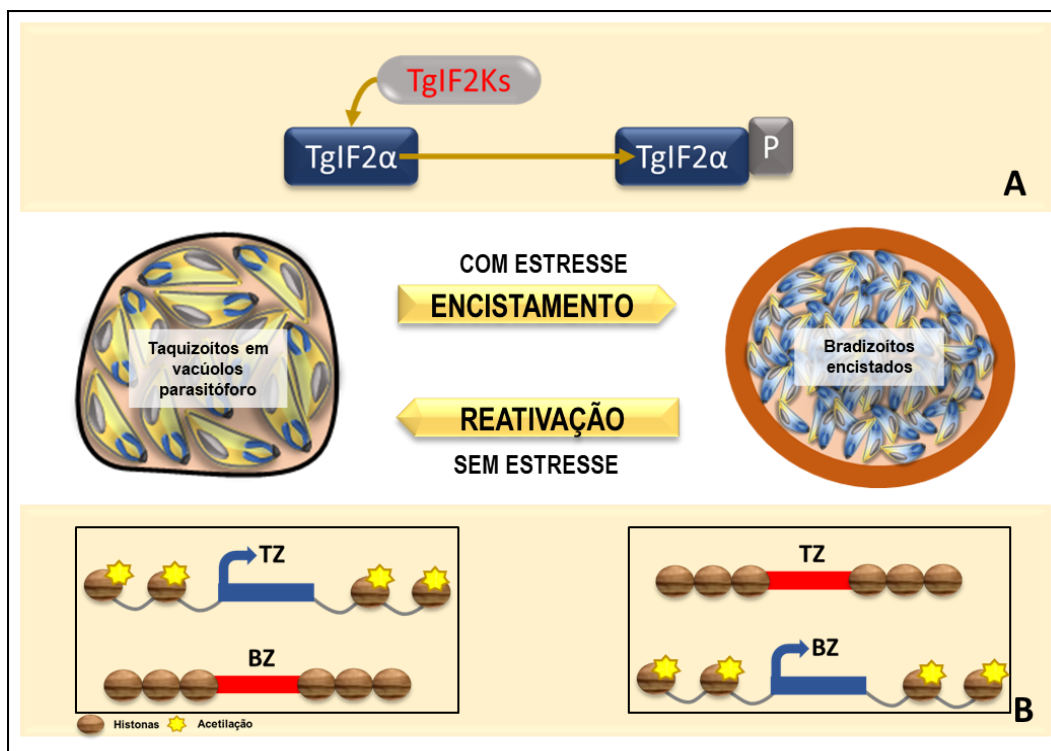 TgIF2Ks
TgIF2α
TgIF2α
P
A
COM ESTRESSE
ENCISTAMENTO
Taquizoitos em
vacúolos
parasitóforo
Bradizoitos
encistados
REATIVAÇÃO
SEM ESTRESSE
TZ
BZ
TZ
BZ
Histonas
Acetilação
B